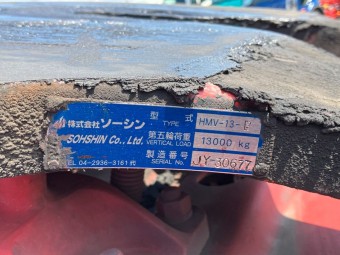 株式会社ソーシン
SOHSHIN Co., Ltd.
TEL 04-2936-3161 ㈹
型 式 HMV-13-
TYPE
第五輪荷重 13000 kg
VERTICAL LOAD
製造番号 JY-30677
SERIAL No.